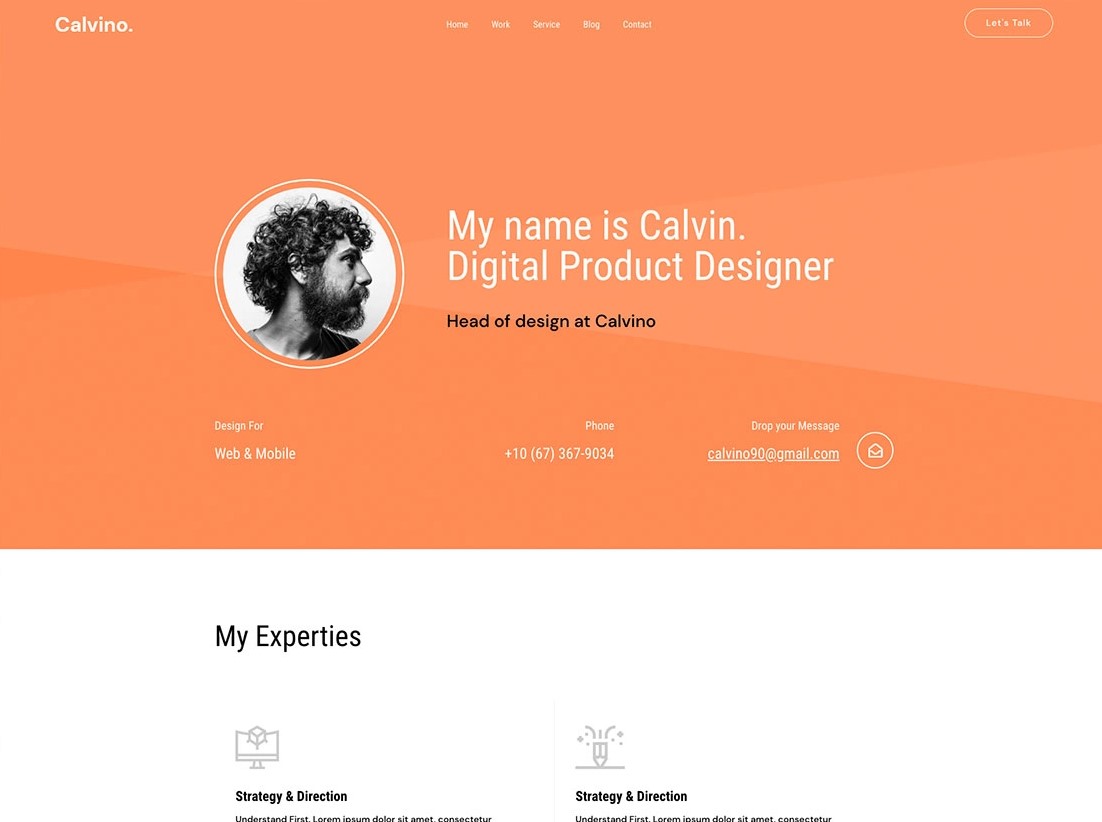 Calvino.
Home Work Service Blog Contact
Let's Talk
My name is Calvin.
Digital Product Designer
Head of design at Calvino
Design For
Web & Mobile
Phone
+10 (67) 367-9034
Drop your Message
calvino90@gmail.com
My Experties
Strategy & Direction
Understand First. Lorem ipsum dolor sit amet, consectetur
Strategy & Direction
Understand First. Lorem ipsum dolor sit amet, consectetur